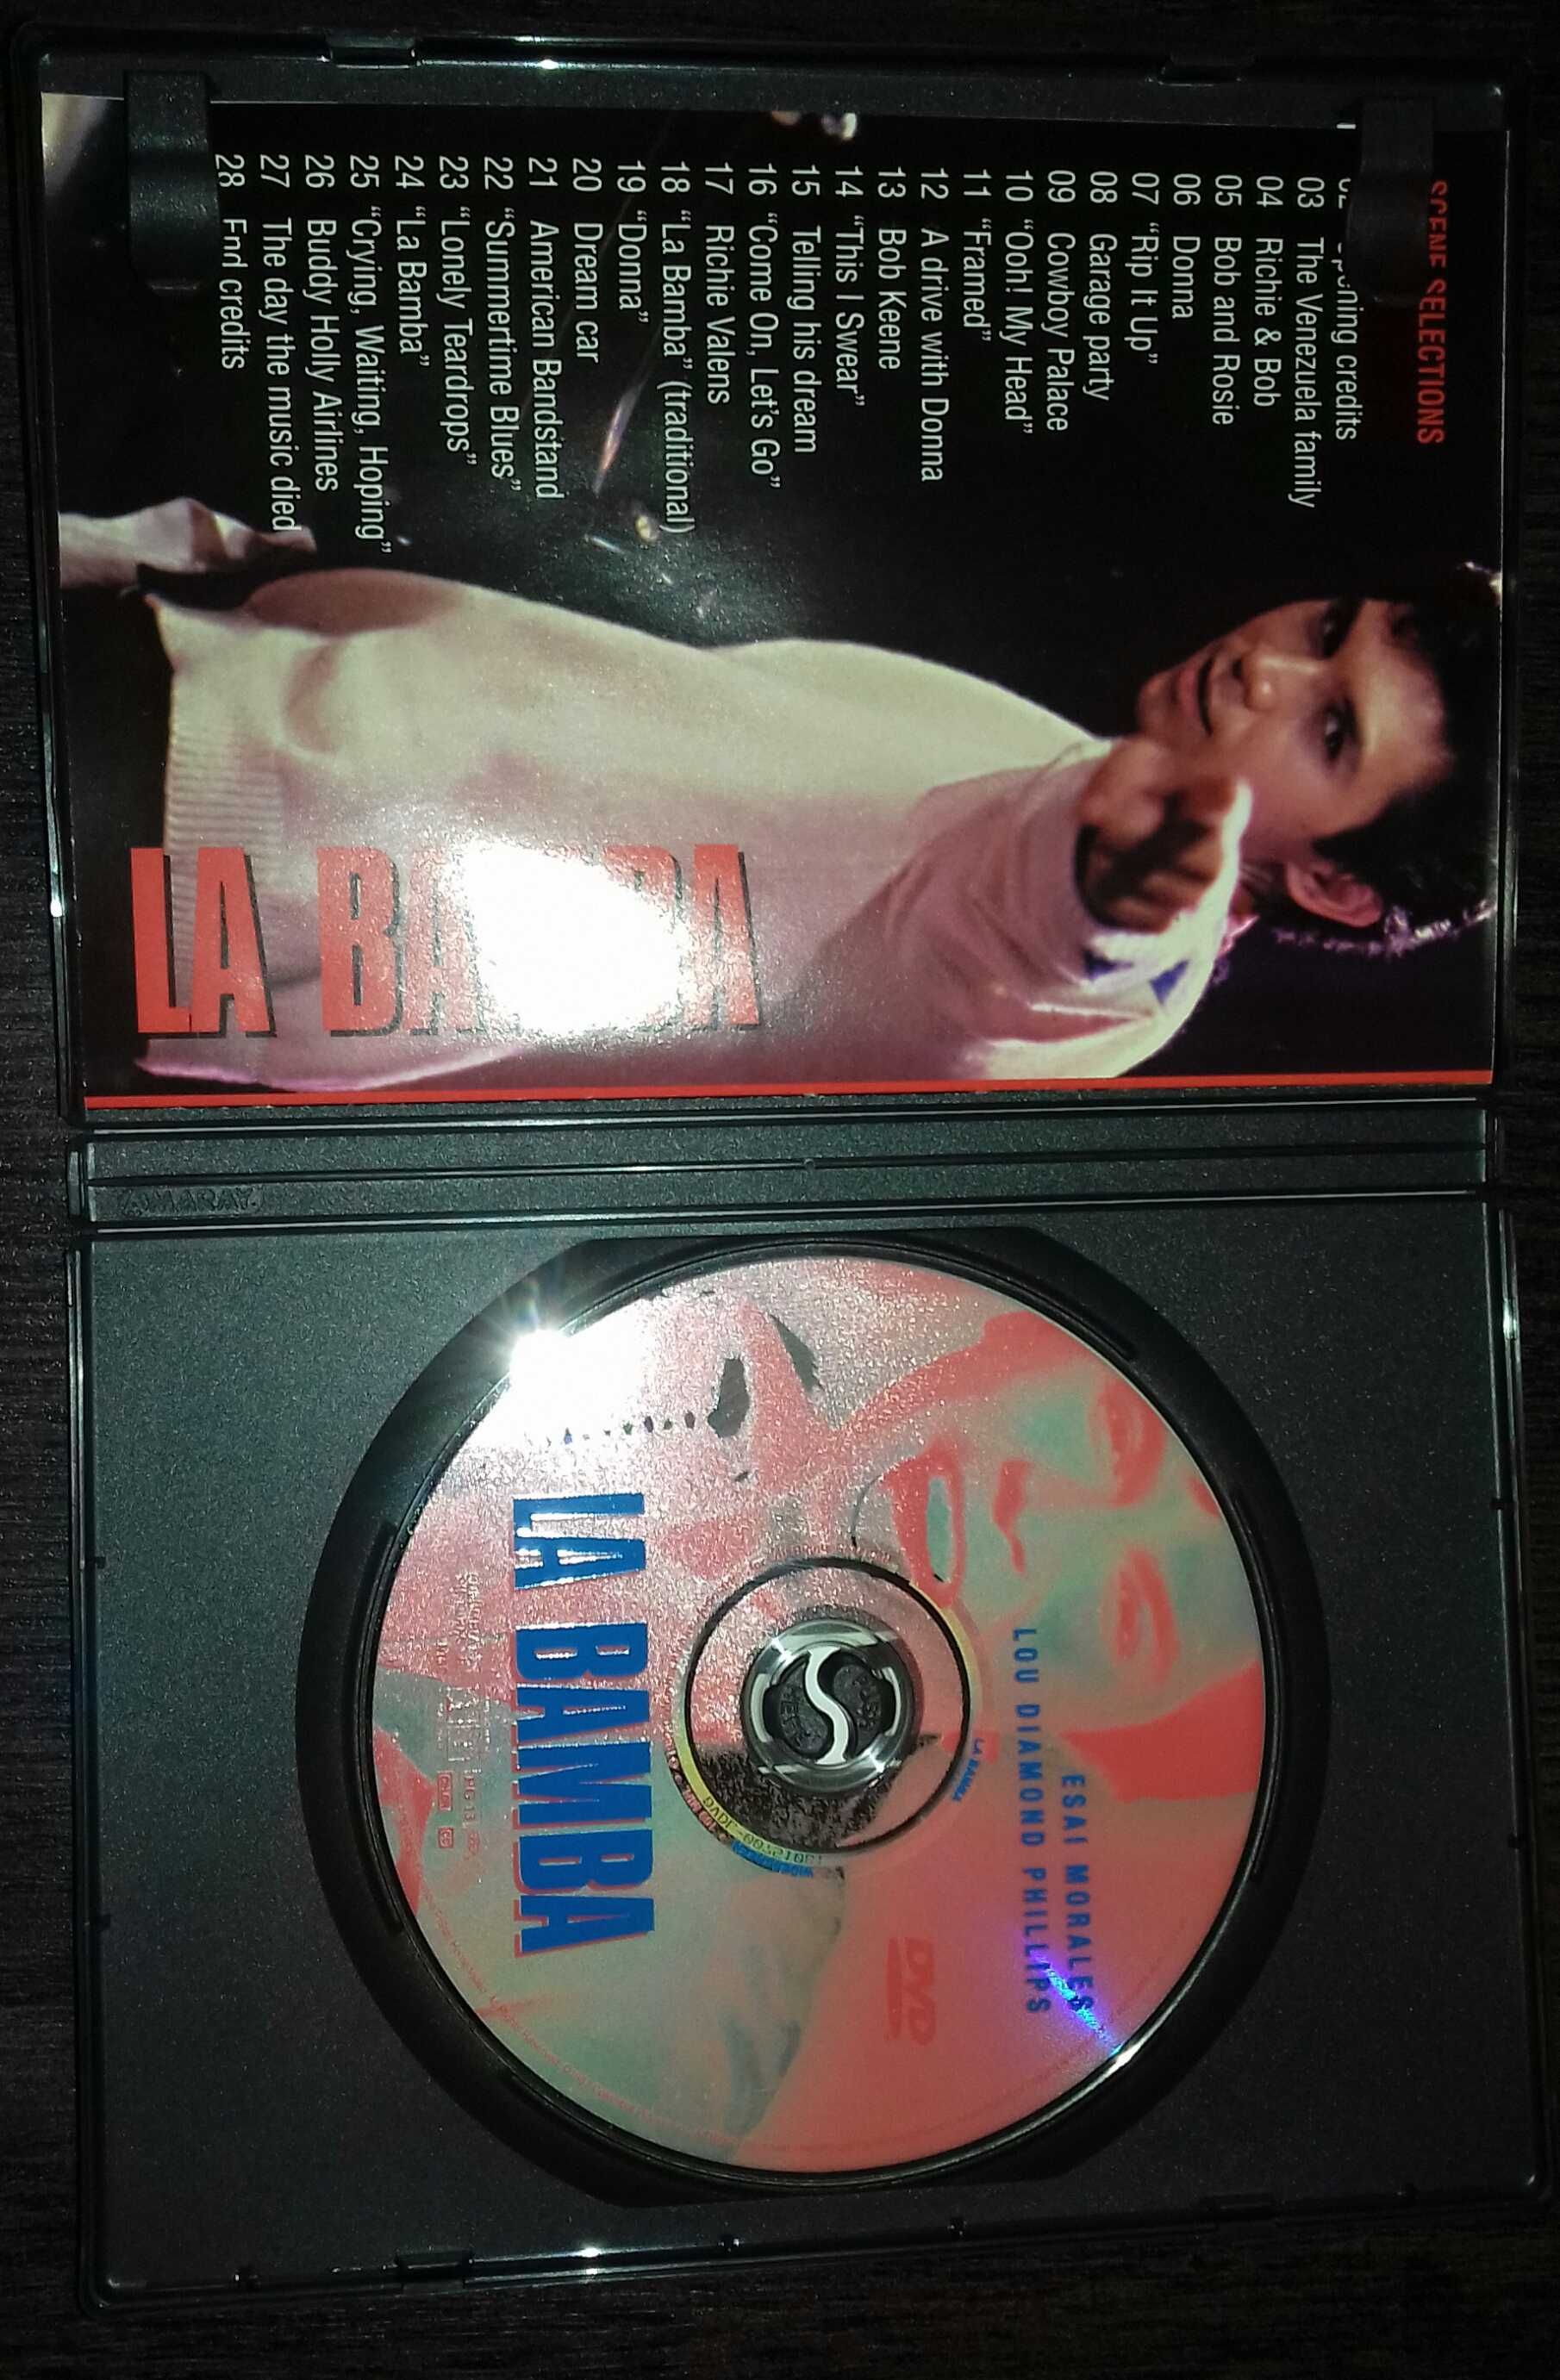 SCENE SELECTIONS
02 Opening credits
03 The Venezuela family
04 Richie & Bob
05 Bob and Rosie
06 Donna
07 “Rip It Up”
08 Garage party
09 Cowboy Palace
10 “Ooh! My Head”
11 “Framed”
12 A drive with Donna
13 Bob Keene
14 “This I Swear”
15 Telling his dream
16 “Come On, Let's Go”
17 Richie Valens
18 “La Bamba” (traditional)
19 “Donna”
20 Dream car
21 American Bandstand
22 “Summertime Blues”
23 “Lonely Teardrops”
24 “La Bamba”
25 “Crying, Waiting, Hoping”
26 Buddy Holly Airlines
27 The day the music died
28 End credits
LA BAMBA
ESAI MORALES
LOU DIAMOND PHILLIPS
LA BAMBA
DVD
LA BAMBA